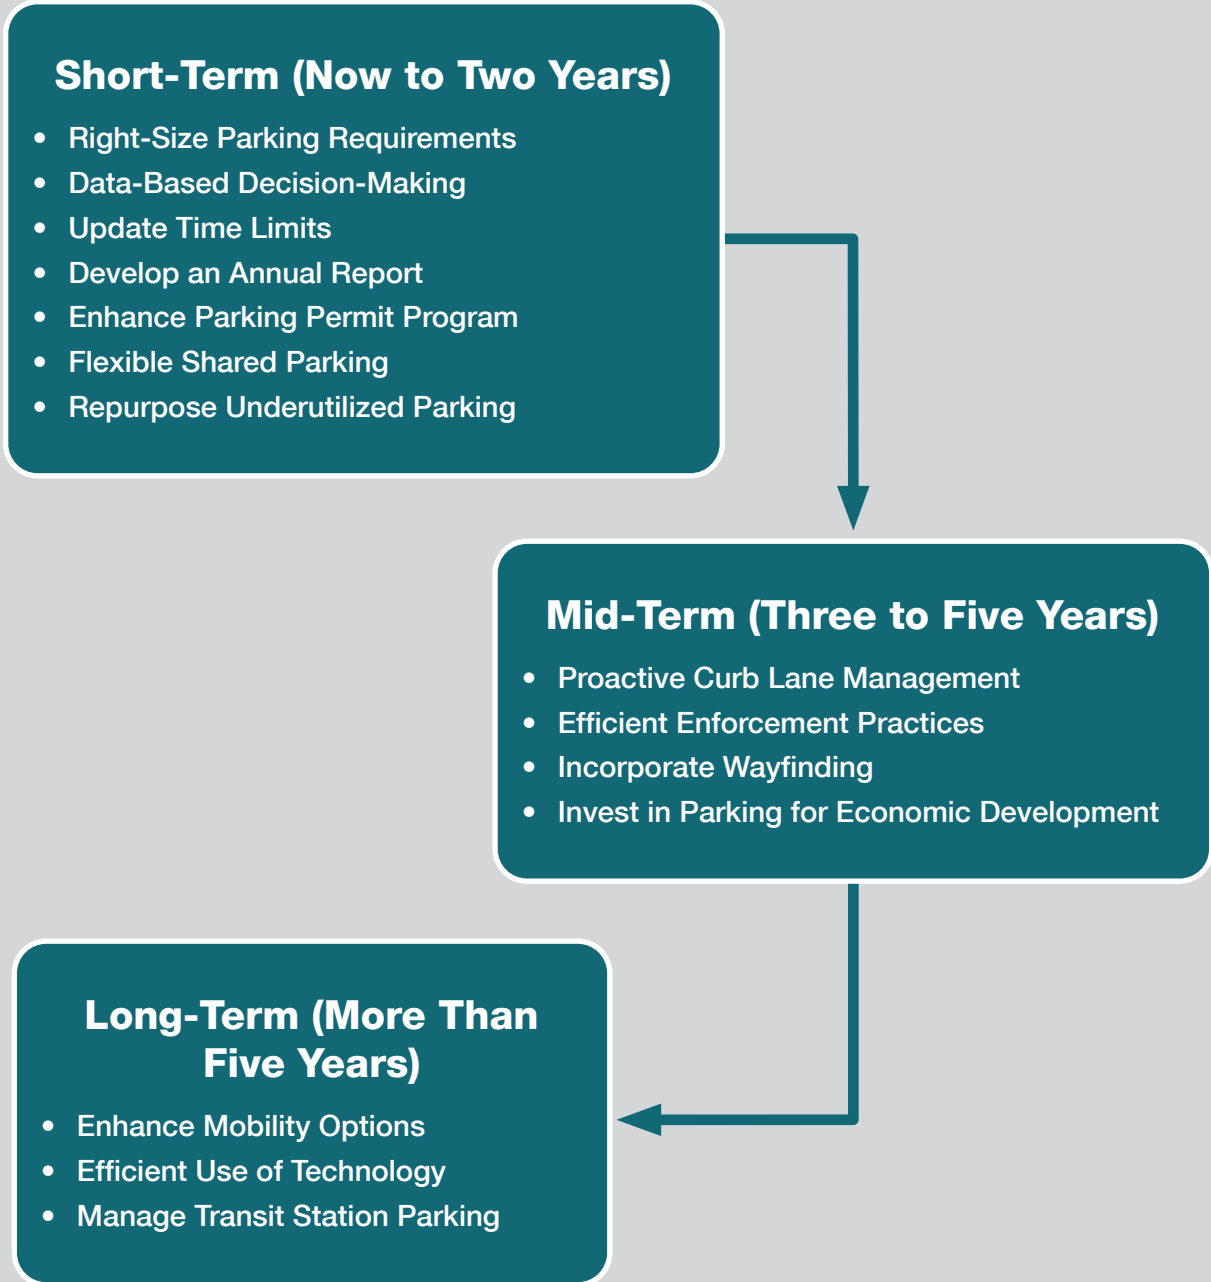 Short-Term (Now to Two Years)
• Right-Size Parking Requirements
• Data-Based Decision-Making
• Update Time Limits
• Develop an Annual Report
• Enhance Parking Permit Program
• Flexible Shared Parking
• Repurpose Underutilized Parking
Mid-Term (Three to Five Years)
• Proactive Curb Lane Management
• Efficient Enforcement Practices
• Incorporate Wayfinding
• Invest in Parking for Economic Development
Long-Term (More Than
Five Years)
• Enhance Mobility Options
• Efficient Use of Technology
• Manage Transit Station Parking